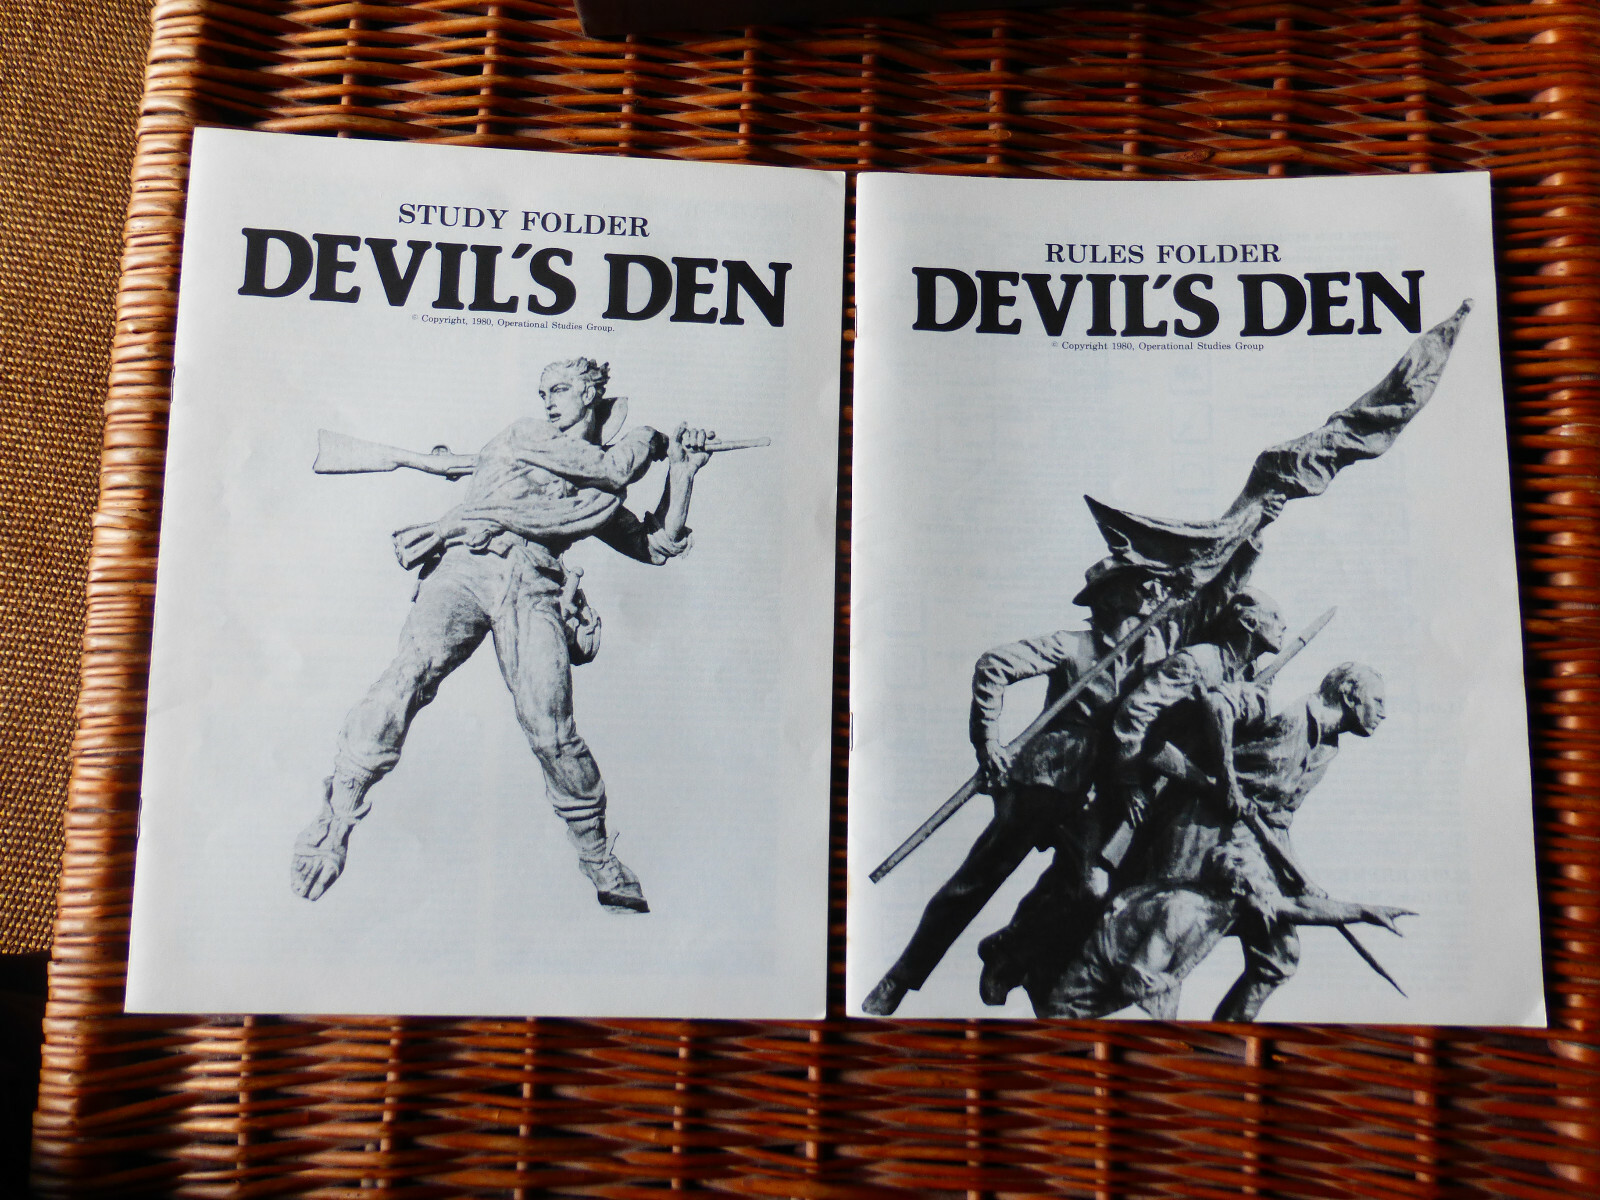 STUDY FOLDER
DEVIL'S DEN
© Copyright, 1980, Operational Studies Group.
RULES FOLDER
DEVIL'S DEN
© Copyright 1980, Operational Studies Group